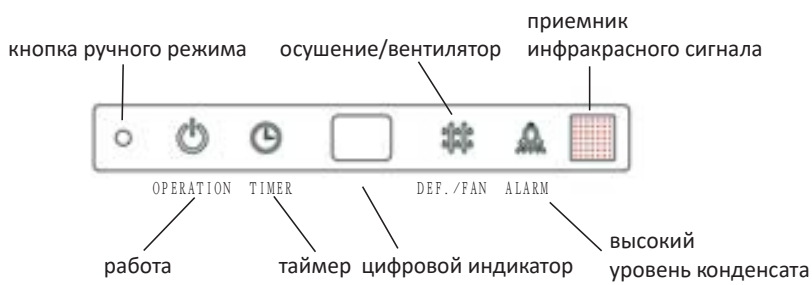 приемник
кнопка ручного режима осушение/вентилятор инфракрасного сигнала
OPERATION TIMER DEF./FAN ALARM
высокий
работа таймер цифровой индикатор уровень конденсата